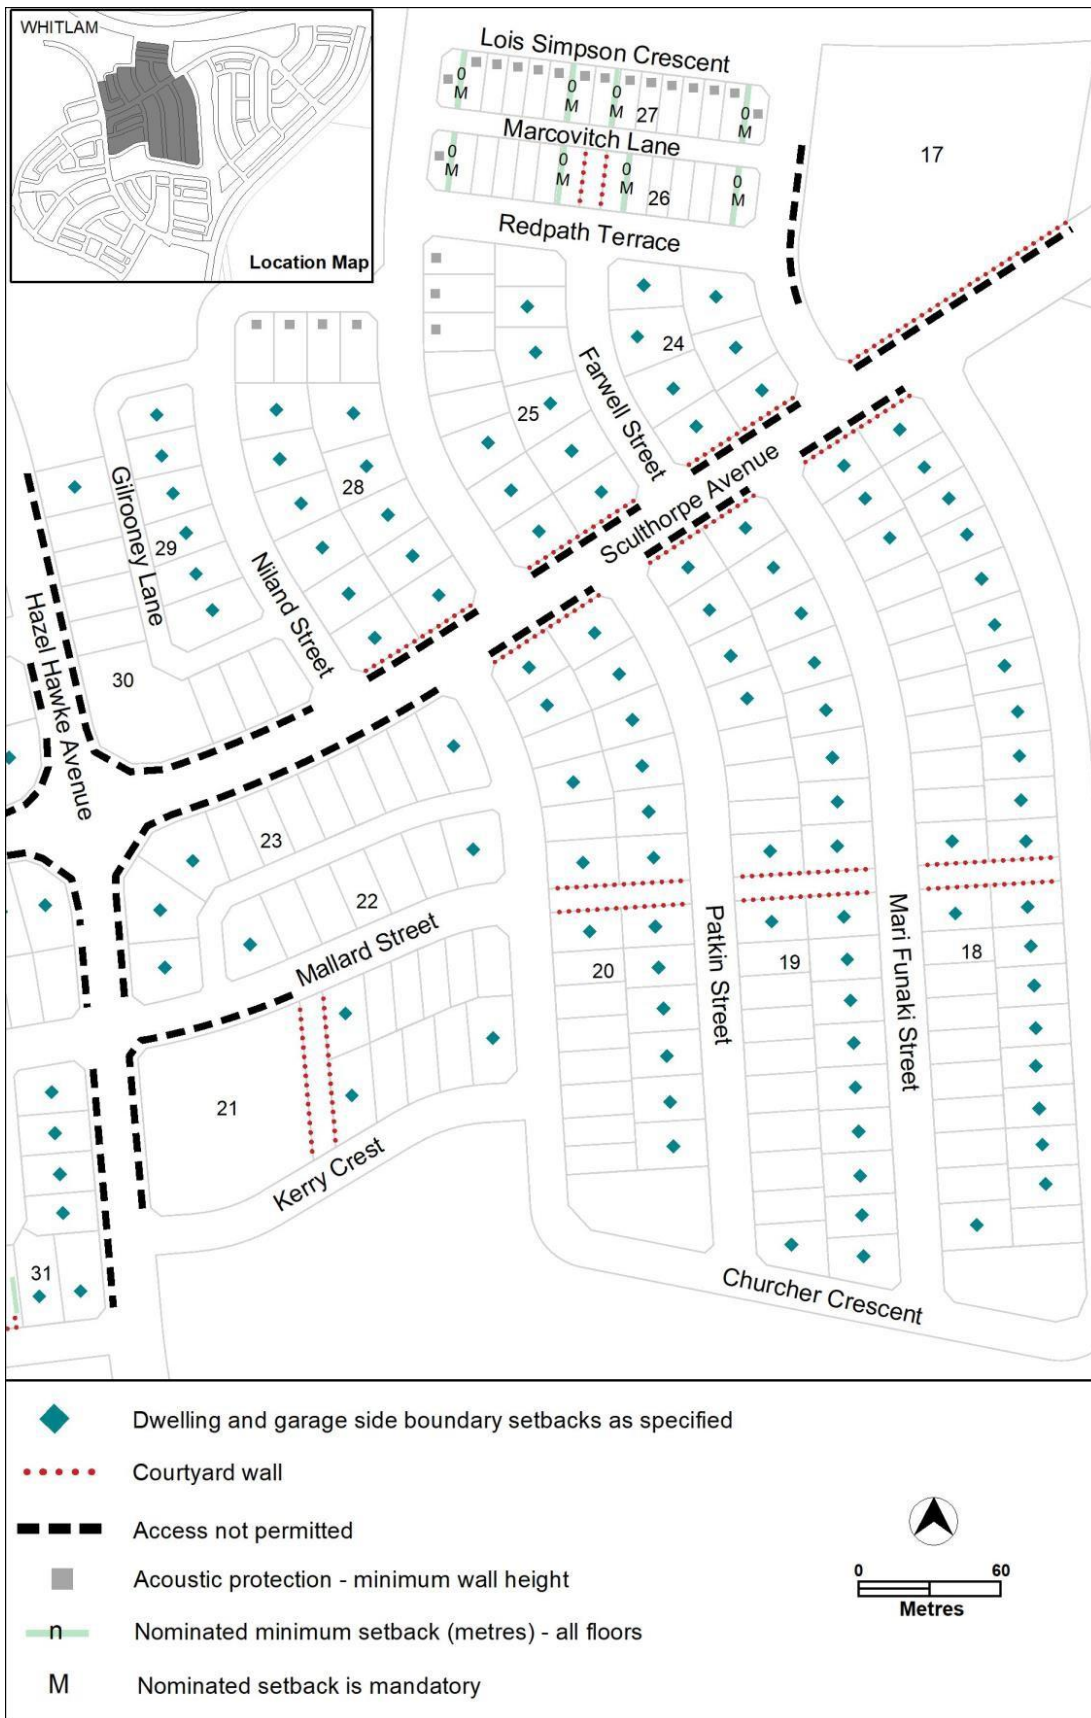 WHITLAM
Location Map
Lois Simpson Crescent
0
M
0
M
0
M
0
M
27
Marcovitch Lane
0
M
0
M
0
M
0
M
26
17
Redpath Terrace
24
Farwell Street
25
Sculthorpe Avenue
28
Gilrooney Lane
29
Niland Street
Hazel Hawke Avenue
30
23
22
Mallard Street
20
Patkin Street
19
Mari Funaki Street
18
21
Kerry Crest
31
Churcher Crescent
Dwelling and garage side boundary setbacks as specified
Courtyard wall
Access not permitted
Acoustic protection - minimum wall height
n Nominated minimum setback (metres) - all floors
M Nominated setback is mandatory
0 60
Metres